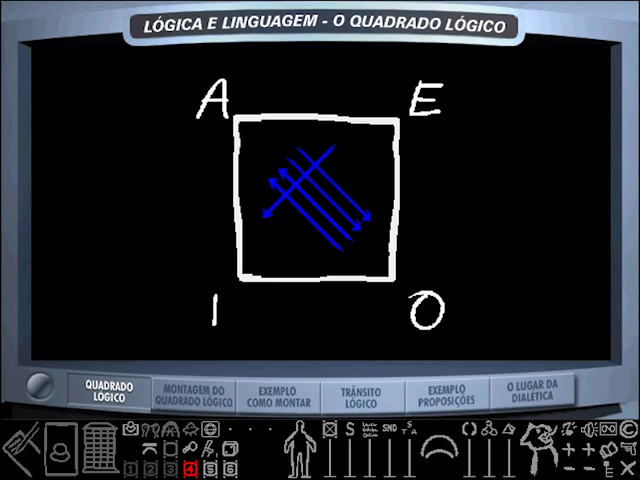 LÓGICA E LINGUAGEM - O QUADRADO LÓGICO
A E
I O
QUADRADO LÓGICO
MONTAGEM DO QUADRADO LÓGICO
EXEMPLO COMO MONTAR
TRÂNSITO LÓGICO
EXEMPLO PROPOSIÇÕES
O LUGAR DA DIALÉTICA
S
SND
1 2 3 4 5 6